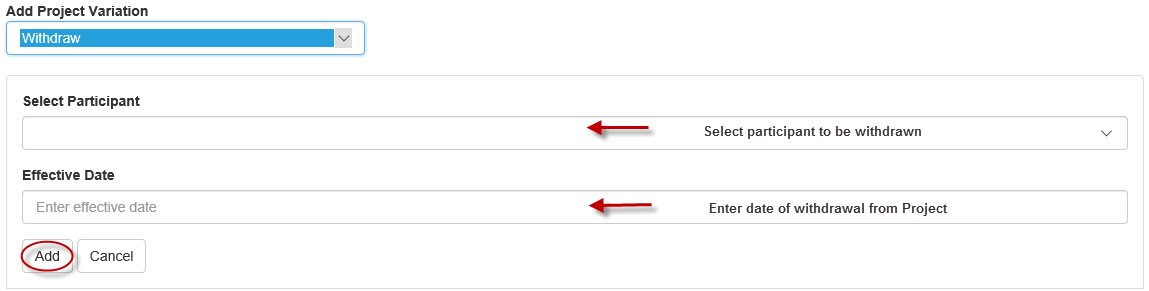 Add Project Variation
Withdraw
Select Participant
Select participant to be withdrawn
Effective Date
Enter effective date
Enter date of withdrawal from Project
Add Cancel